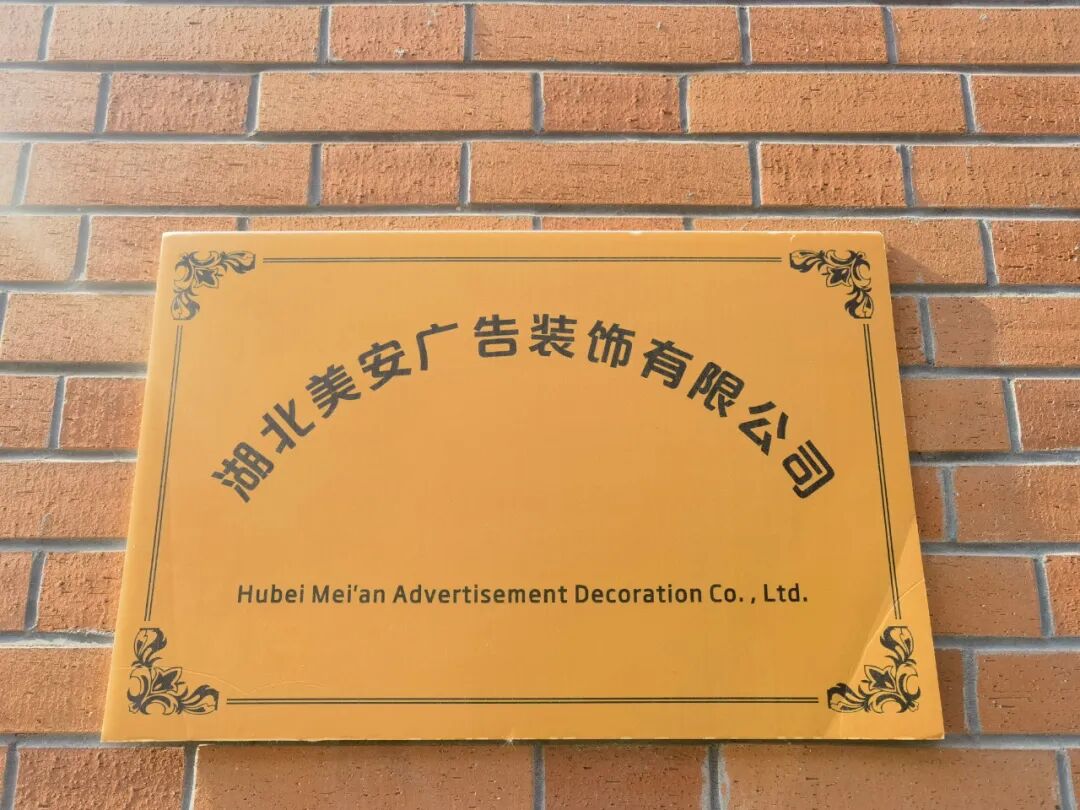 湖北美安广告装饰有限公司
Hubei Mei'an Advertisement Decoration Co. , Ltd.